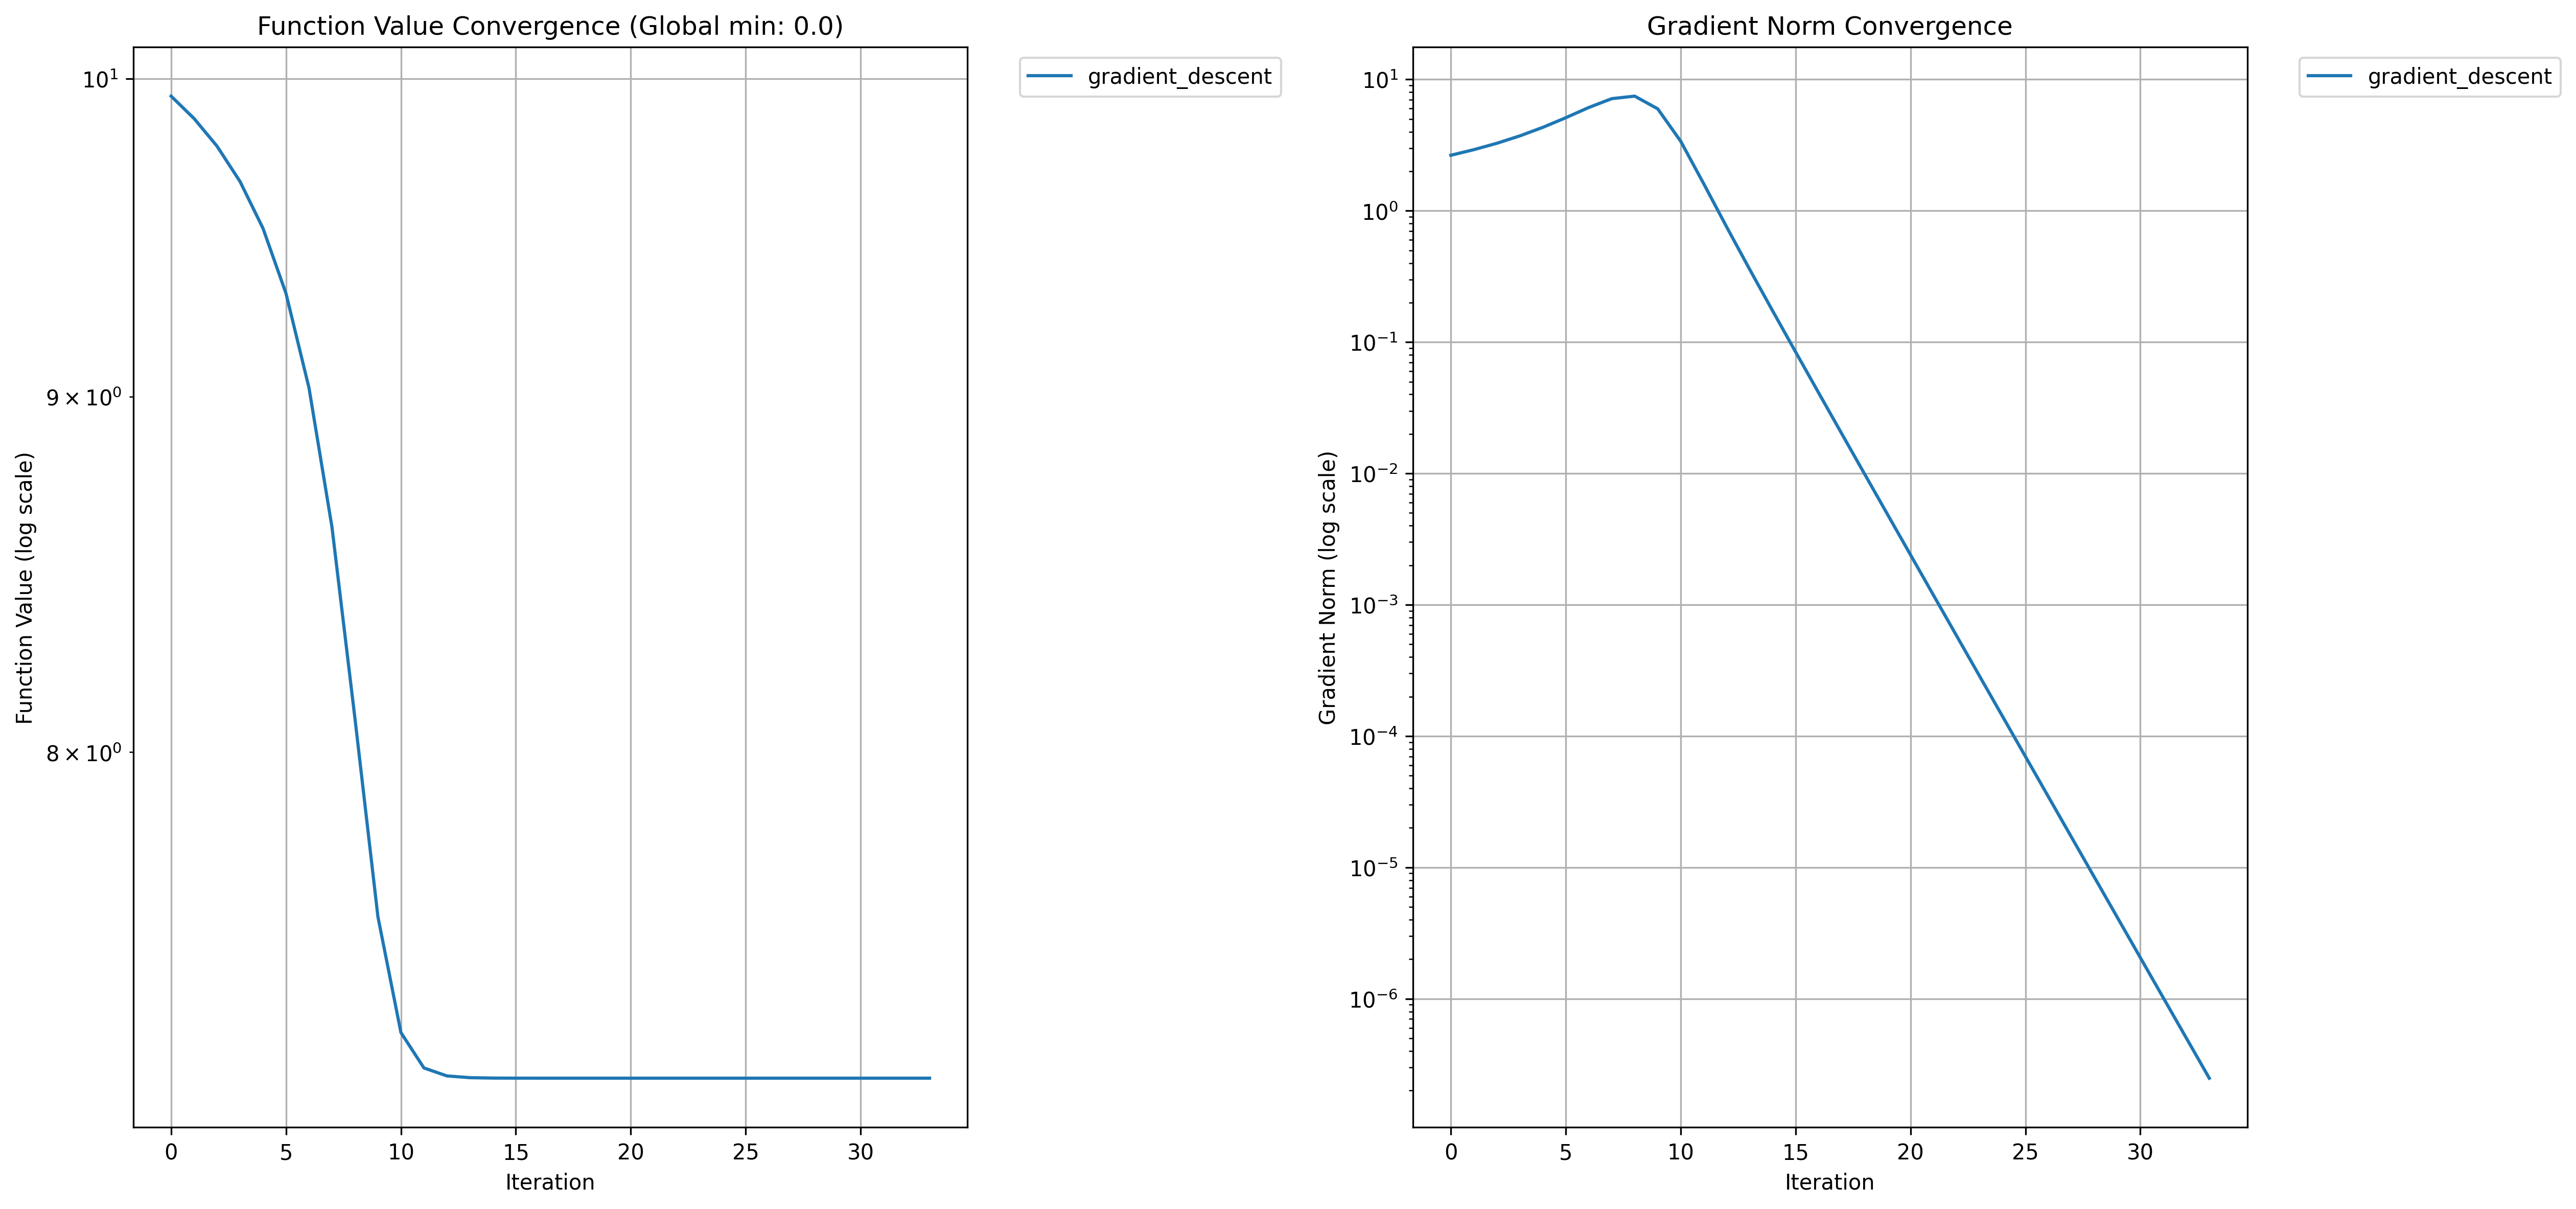 Function Value Convergence (Global min: 0.0)
10¹
9 × 10⁰
8 × 10⁰
Function Value (log scale)
0 5 10 15 20 25 30
Iteration
gradient_descent
Gradient Norm Convergence
10¹
10⁰
10⁻¹
10⁻²
10⁻³
10⁻⁴
10⁻⁵
10⁻⁶
Gradient Norm (log scale)
0 5 10 15 20 25 30
Iteration
gradient_descent